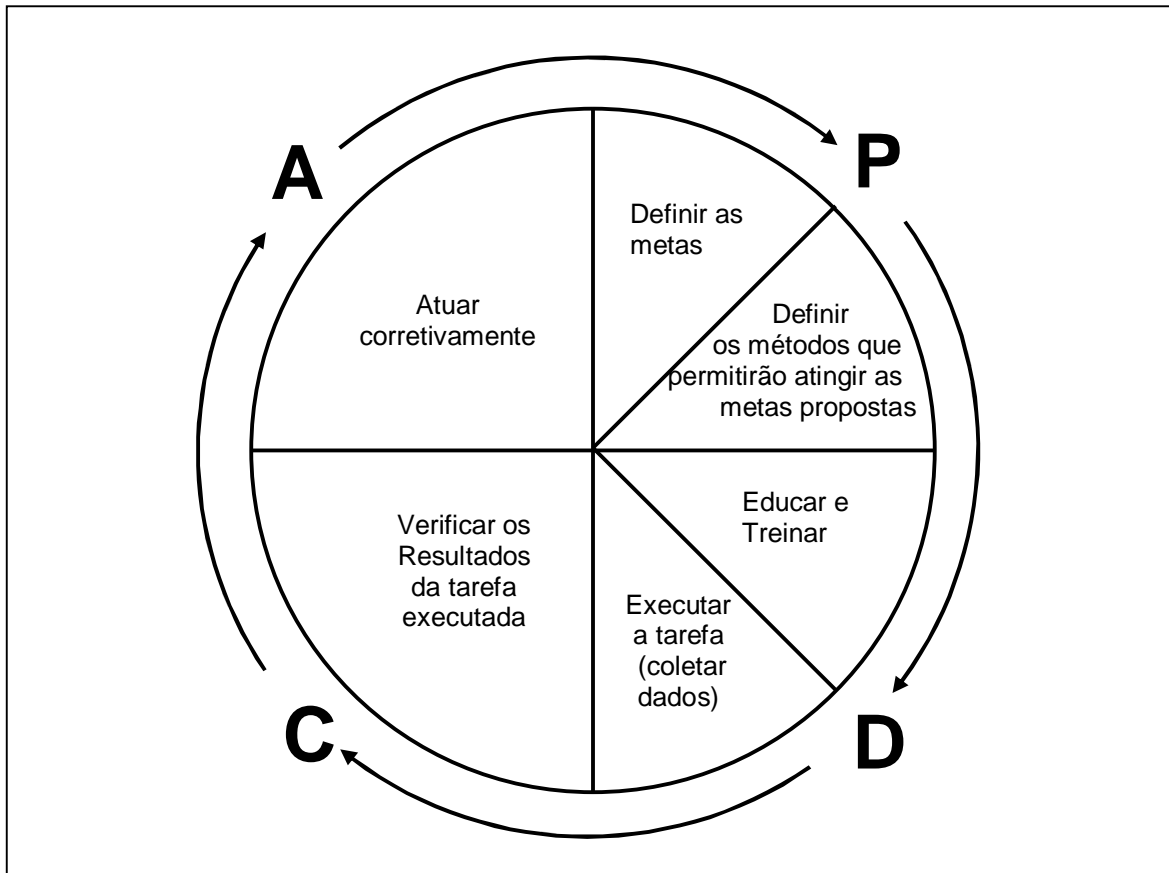 A
P
Definir as
metas
Definir
os métodos que
permitirão atingir as
metas propostas
Atuar
corretivamente
Educar e
Treinar
Verificar os
Resultados
da tarefa
executada
Executar
a tarefa
(coletar
dados)
C
D